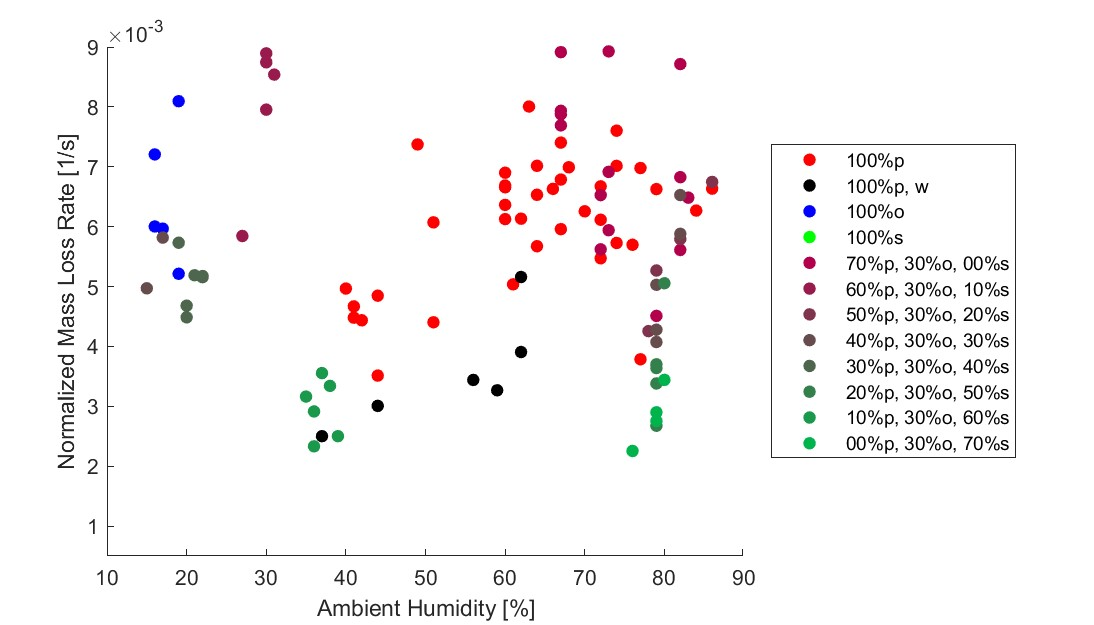 ×10-3
9
8
7
6
5
4
3
2
1
Normalized Mass Loss Rate [1/s]
10 20 30 40 50 60 70 80 90
Ambient Humidity [%]
100%p
100%p, w
100%o
100%s
70%p, 30%o, 00%s
60%p, 30%o, 10%s
50%p, 30%o, 20%s
40%p, 30%o, 30%s
30%p, 30%o, 40%s
20%p, 30%o, 50%s
10%p, 30%o, 60%s
00%p, 30%o, 70%s